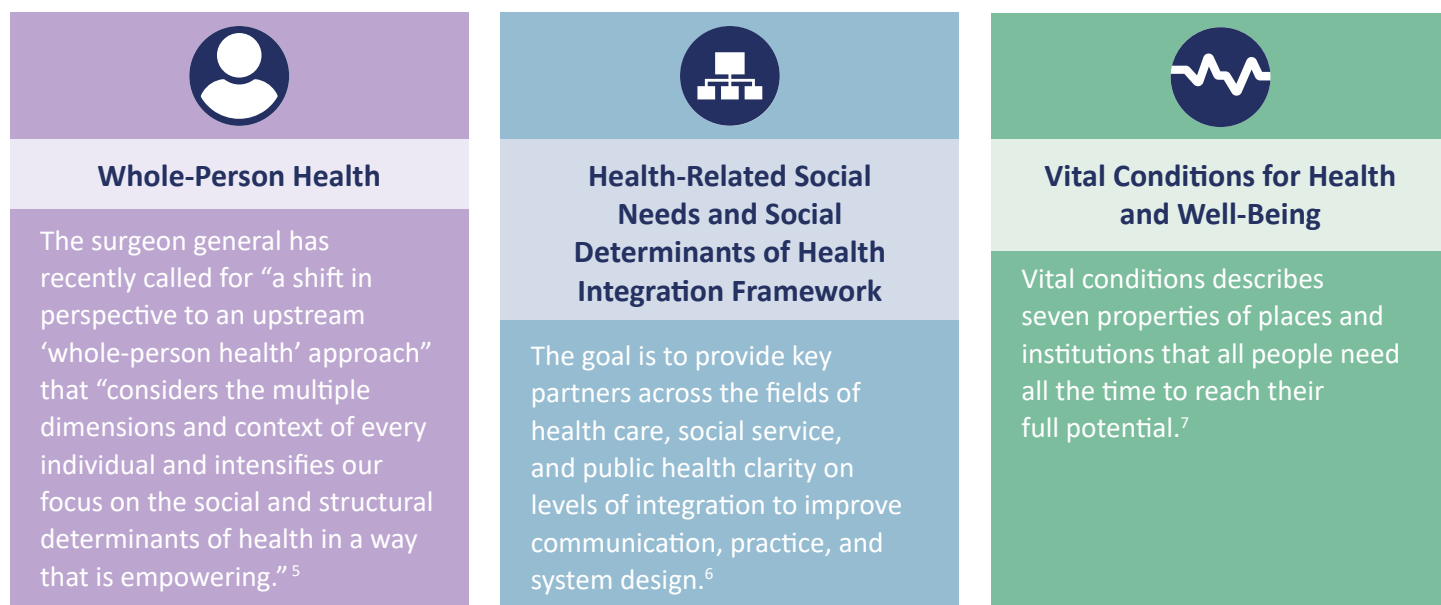 Whole-Person Health
The surgeon general has
recently called for “a shift in
perspective to an upstream
‘whole-person health’ approach”
that “considers the multiple
dimensions and context of every
individual and intensifies our
focus on the social and structural
determinants of health in a way
that is empowering.” 5
Health-Related Social
Needs and Social
Determinants of Health
Integration Framework
The goal is to provide key
partners across the fields of
health care, social service,
and public health clarity on
levels of integration to improve
communication, practice, and
system design.6
Vital Conditions for Health
and Well-Being
Vital conditions describes
seven properties of places and
institutions that all people need
all the time to reach their
full potential.7